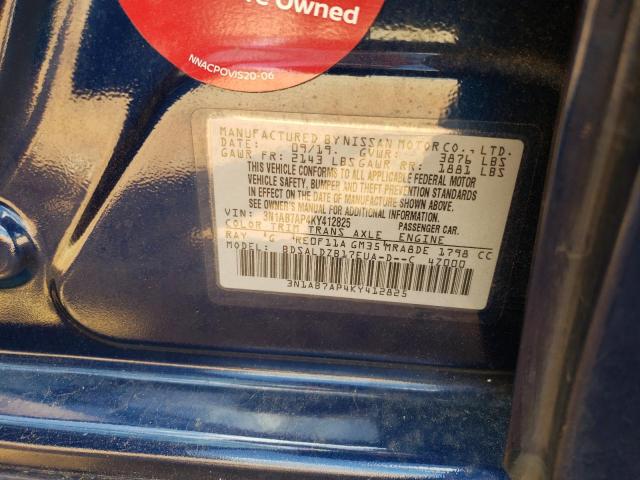 Owned
NNACPOVIS20-06
MANUFACTURED BY NISSAN MOTOR CO., LTD.
DATE: 09/19. GVWR: 3876 LBS
GAWR FR: 2143 LBS GAWR RR: 1881 LBS
THIS VEHICLE CONFORMS TO ALL APPLICABLE FEDERAL MOTOR
VEHICLE SAFETY, BUMPER, AND THEFT PREVENTION STANDARDS
IN EFFECT ON THE DATE OF MANUFACTURE SHOWN ABOVE.
SEE OWNER'S MANUAL FOR ADDITIONAL INFORMATION.
VIN: 3N1AB7AP4KY412825 PASSENGER CAR.
COLOR TRIM TRANS AXLE ENGINE
RAY G RE0F11A GM35 MRA8DE 1798 CC
MODEL: BDSALDZB17EUA-D--C 47000
3N1AB7AP4KY412825